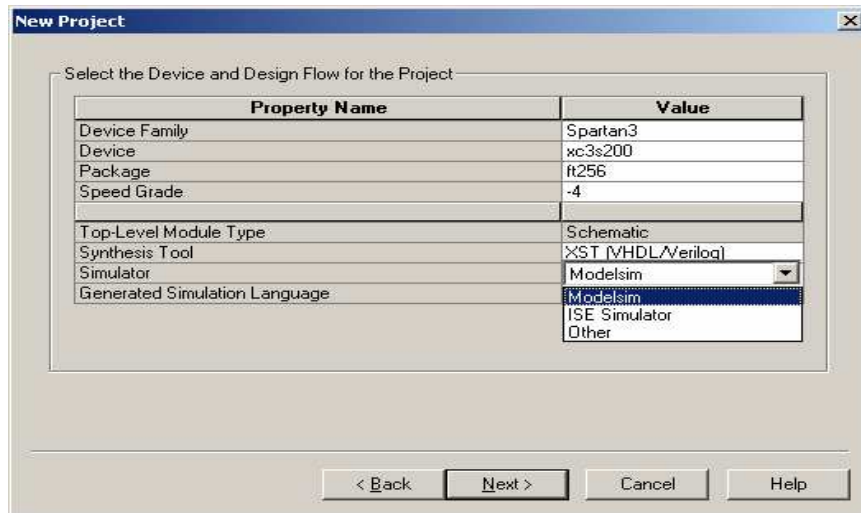 New Project
Select the Device and Design Flow for the Project
Property Name Value
Device Family Spartan3
Device xc3s200
Package ft256
Speed Grade -4
Top-Level Module Type Schematic
Synthesis Tool XST (VHDL/Verilog)
Simulator Modelsim
Generated Simulation Language Modelsim
ISE Simulator
Other
< Back Next > Cancel Help